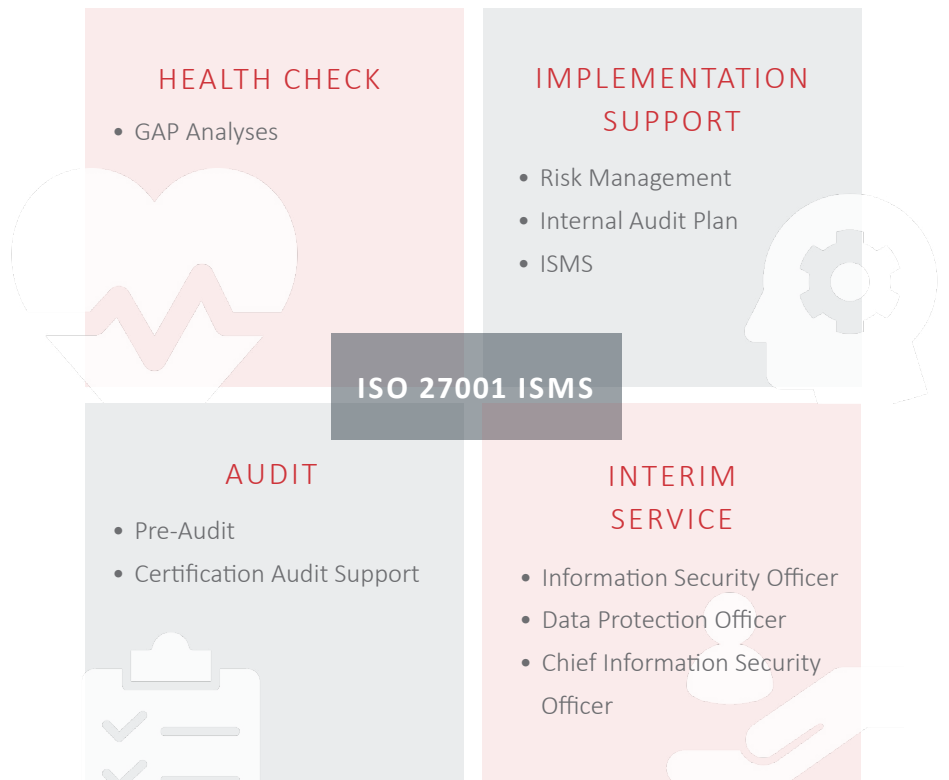 HEALTH CHECK
• GAP Analyses
IMPLEMENTATION
SUPPORT
• Risk Management
• Internal Audit Plan
• ISMS
ISO 27001 ISMS
AUDIT
• Pre-Audit
• Certification Audit Support
INTERIM
SERVICE
• Information Security Officer
• Data Protection Officer
• Chief Information Security
Officer